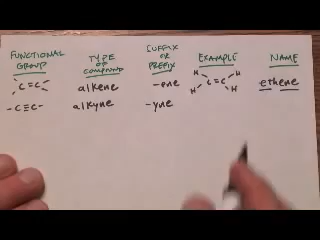 FUNCTIONAL GROUP TYPE OF COMPOUND SUFFIX OR PREFIX EXAMPLE NAME
C=C alkene -ene H H C=C H H ethene
-C≡C- alkyne -yne